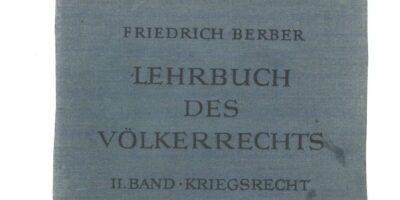 FRIEDRICH BERBER
LEHRBUCH
DES
VÖLKERRECHTS
II. BAND · KRIEGSRECHT